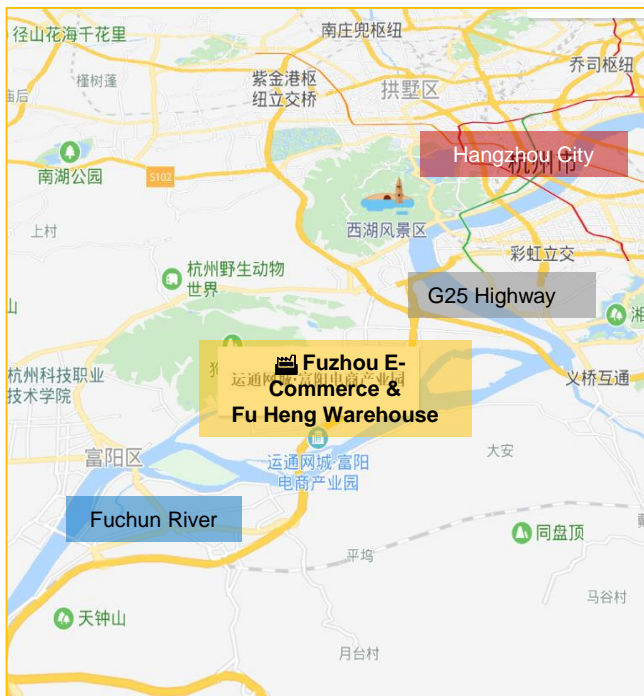 径山花海千花里
南庄兜枢纽
乔司枢纽
槿树蓬
庙后
紫金港枢
纽立交桥
拱墅区
Hangzhou City
杭州市
南湖公园
S102
西湖风景区
上村
彩虹立交
杭州野生动物
世界
G25 Highway
湘
山
Fuzhou E-
Commerce &
Fu Heng Warehouse
运通网城·富阳电商产业园
杭州科技职业
技术学院
义桥互通
富阳区
运通网城·富阳
电商产业园
大安
Fuchun River
同盘顶
平坞
马谷村
天钟山
月台村